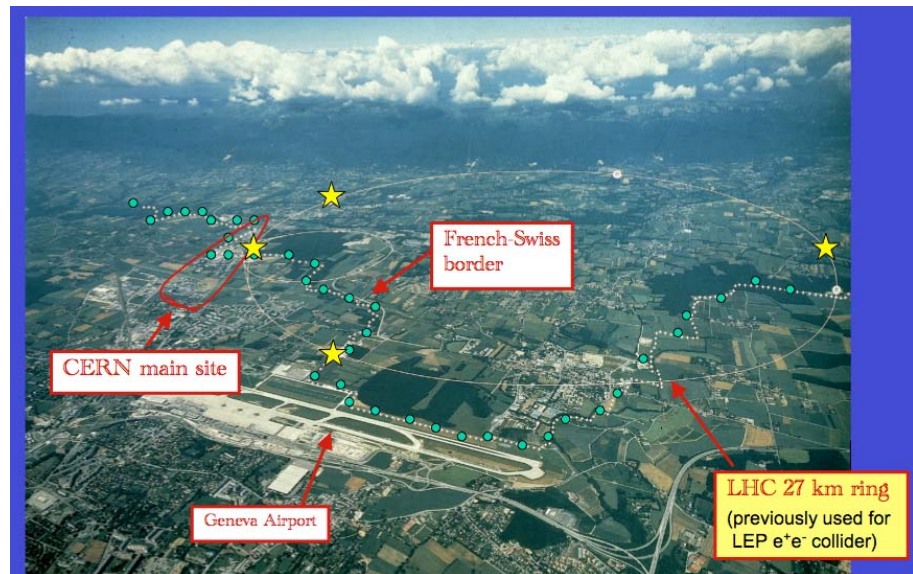 French-Swiss
border
CERN main site
Geneva Airport
LHC 27 km ring
(previously used for
LEP e⁺e⁻ collider)